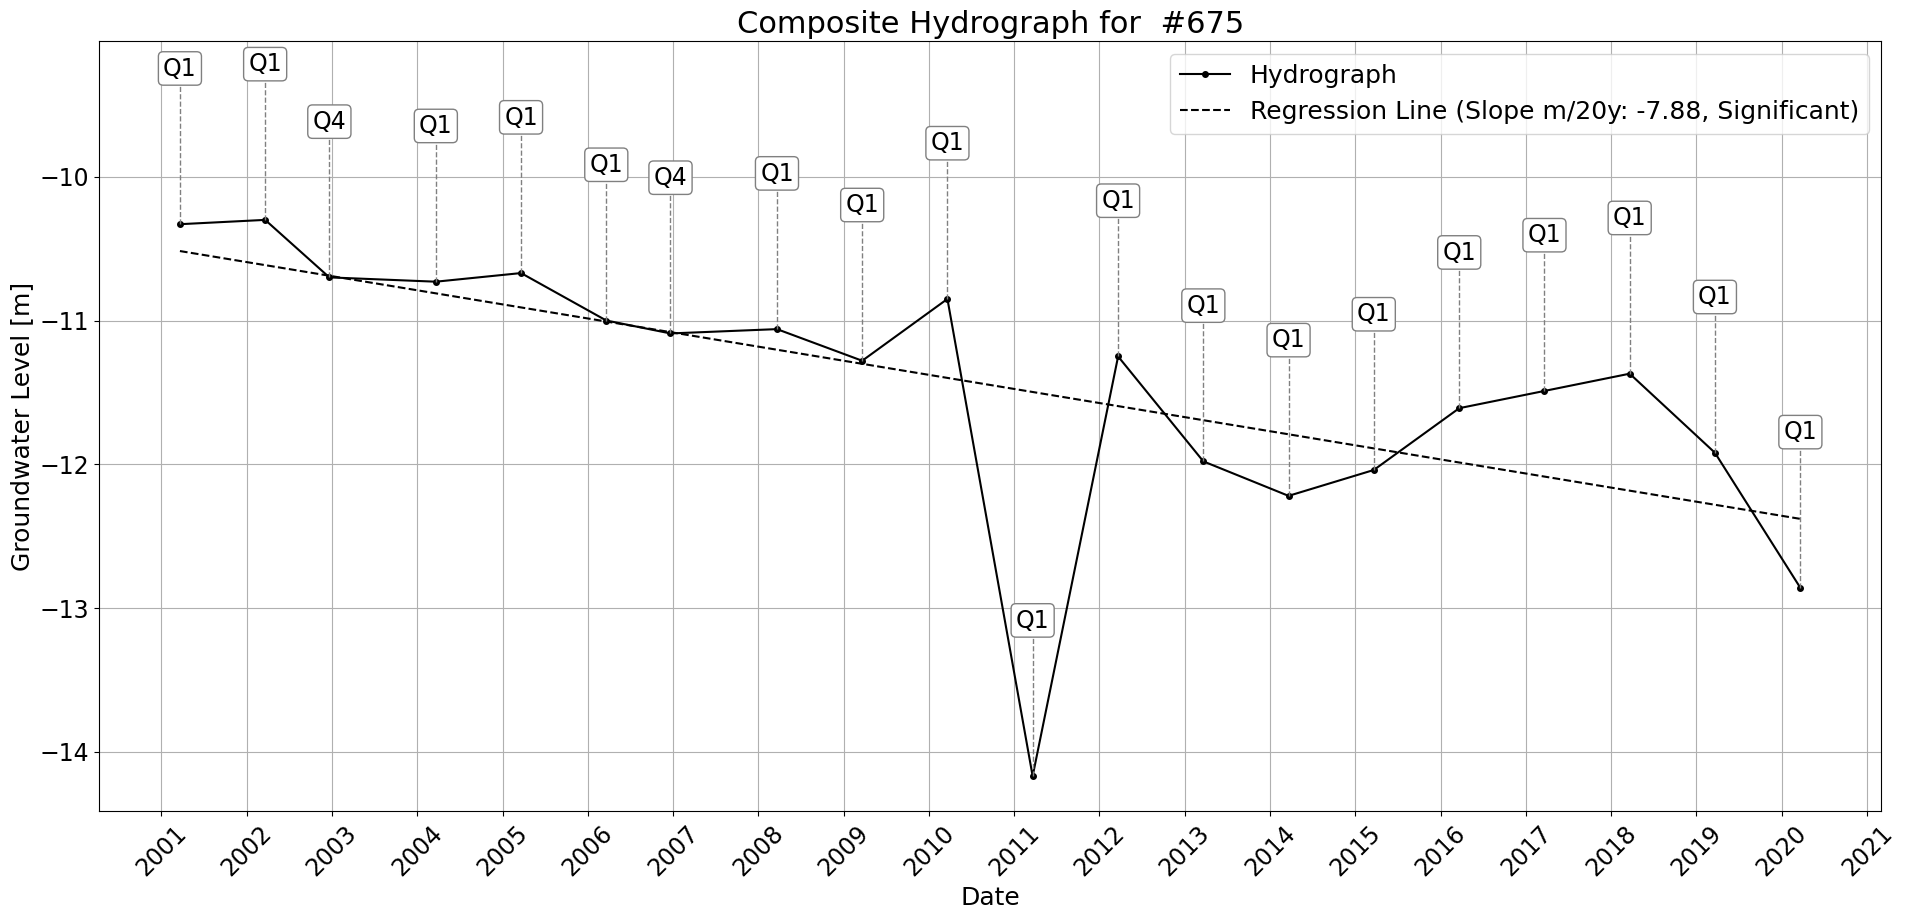 Composite Hydrograph for  #675
Hydrograph
Regression Line (Slope m/20y: -7.88, Significant)
Q1
Q1
Q4
Q1
Q1
Q1
Q4
Q1
Q1
Q1
Q1
Q1
Q1
Q1
Q1
Q1
Q1
Q1
Q1
Q1
Groundwater Level [m]
−10
−11
−12
−13
−14
2001
2002
2003
2004
2005
2006
2007
2008
2009
2010
2011
2012
2013
2014
2015
2016
2017
2018
2019
2020
2021
Date